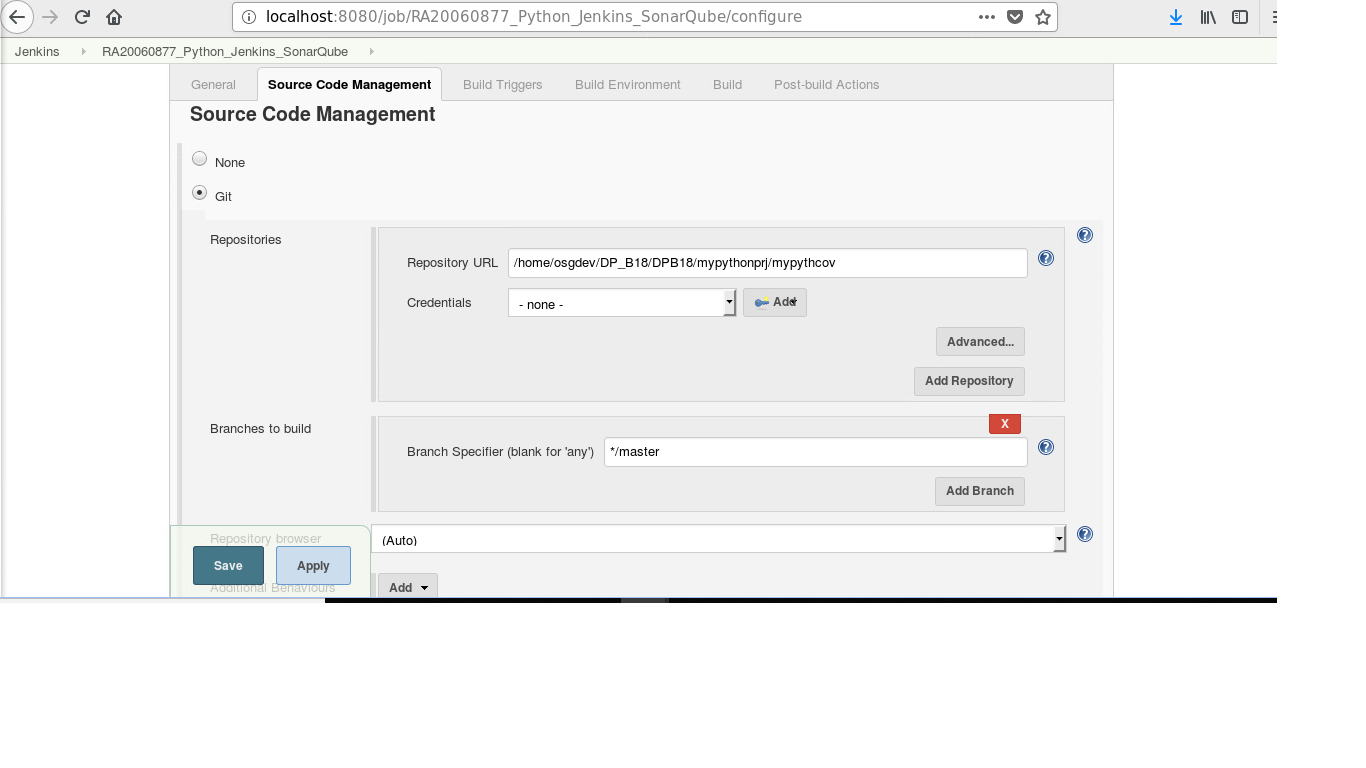 localhost:8080/job/RA20060877_Python_Jenkins_SonarQube/configure
Jenkins RA20060877_Python_Jenkins_SonarQube
General Source Code Management Build Triggers Build Environment Build Post-build Actions
Source Code Management
None
Git
Repositories
Repository URL /home/osgdev/DP_B18/DPB18/mypythonprj/mypythcov
Credentials - none - Add
Advanced...
Add Repository
Branches to build
X
Branch Specifier (blank for 'any') */master
Add Branch
Repository browser (Auto)
Save Apply
Additional Behaviours Add